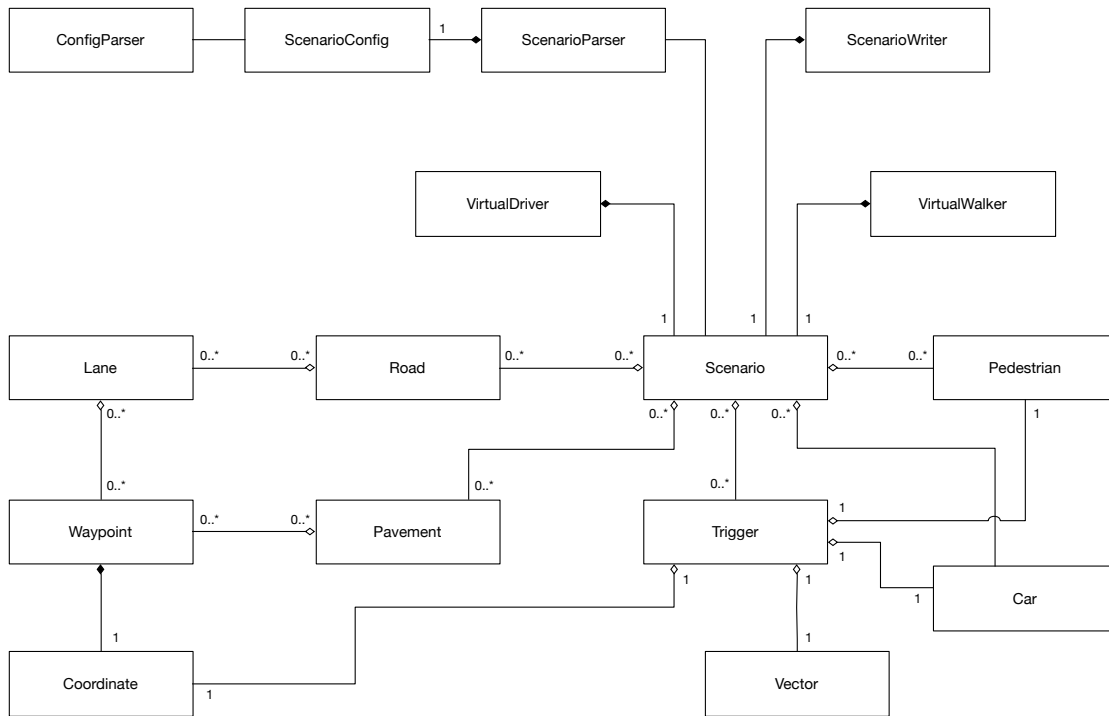 ConfigParser
ScenarioConfig
1
ScenarioParser
ScenarioWriter
VirtualDriver
VirtualWalker
1
1
1
Lane
0..*
0..*
Road
0..*
0..*
Scenario
0..*
0..*
Pedestrian
0..*
0..*
0..*
0..*
1
0..*
0..*
0..*
Waypoint
0..*
0..*
Pavement
Trigger
1
1
1
1
1
Car
1
1
1
Coordinate
Vector